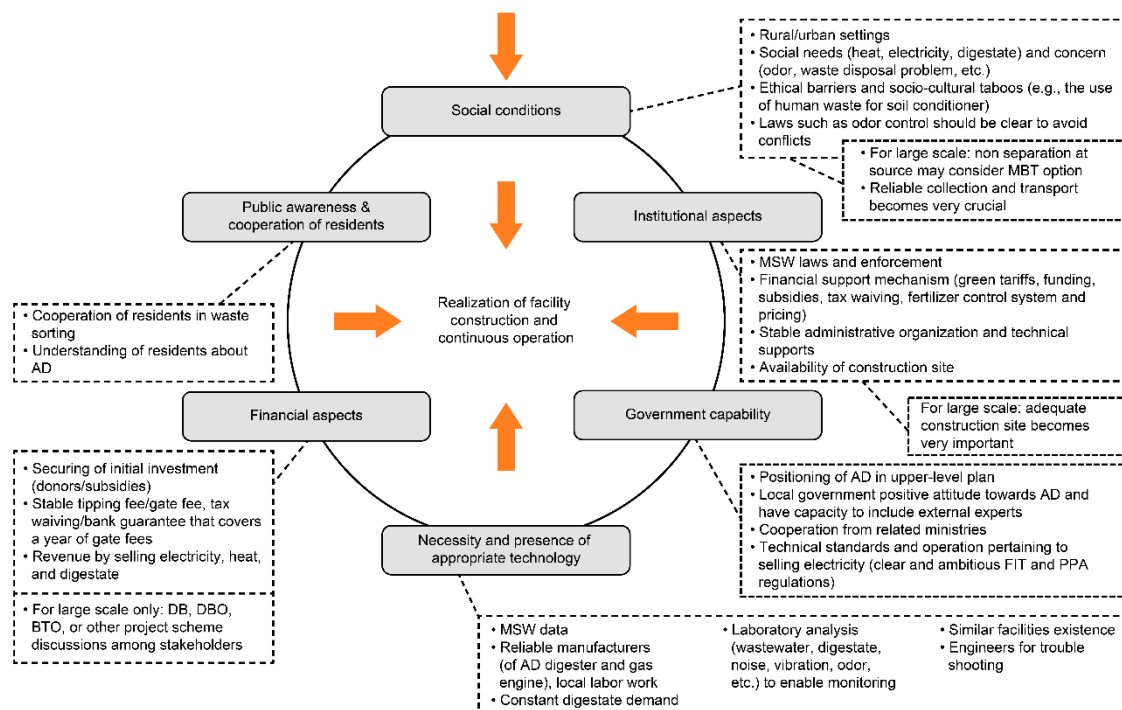 Social conditions
• Rural/urban settings
• Social needs (heat, electricity, digestate) and concern
(odor, waste disposal problem, etc.)
• Ethical barriers and socio-cultural taboos (e.g., the
use of human waste for soil conditioner)
• Laws such as odor control should be clear to avoid
conflicts
• For large scale: non separation at
source may consider MBT option
• Reliable collection and transport
becomes very crucial
Public awareness &
cooperation of residents
Institutional aspects
• MSW laws and enforcement
• Financial support mechanism (green tariffs, funding,
subsidies, tax waiving, fertilizer control system and
pricing)
• Stable administrative organization and technical
supports
• Availability of construction site
For large scale: adequate
construction site becomes
very important
• Cooperation of residents in waste
sorting
• Understanding of residents about
AD
Realization of facility
construction and
continuous operation
Financial aspects
Government capability
• Securing of initial investment
(donors/subsidies)
• Stable tipping fee/gate fee, tax
waiving/bank guarantee that covers
a year of gate fees
• Revenue by selling electricity, heat,
and digestate
• For large scale only: DB, DBO,
BTO, or other project scheme
discussions among stakeholders
• Positioning of AD in upper-level plan
• Local government positive attitude towards AD and
have capacity to include external experts
• Cooperation from related ministries
• Technical standards and operation pertaining to
selling electricity (clear and ambitious FIT and PPA
regulations)
Necessity and presence of
appropriate technology
• MSW data
• Reliable manufacturers
(of AD digester and gas
engine), local labor work
• Constant digestate demand
• Laboratory analysis
(wastewater, digestate,
noise, vibration, odor,
etc.) to enable monitoring
• Similar facilities existence
• Engineers for trouble
shooting